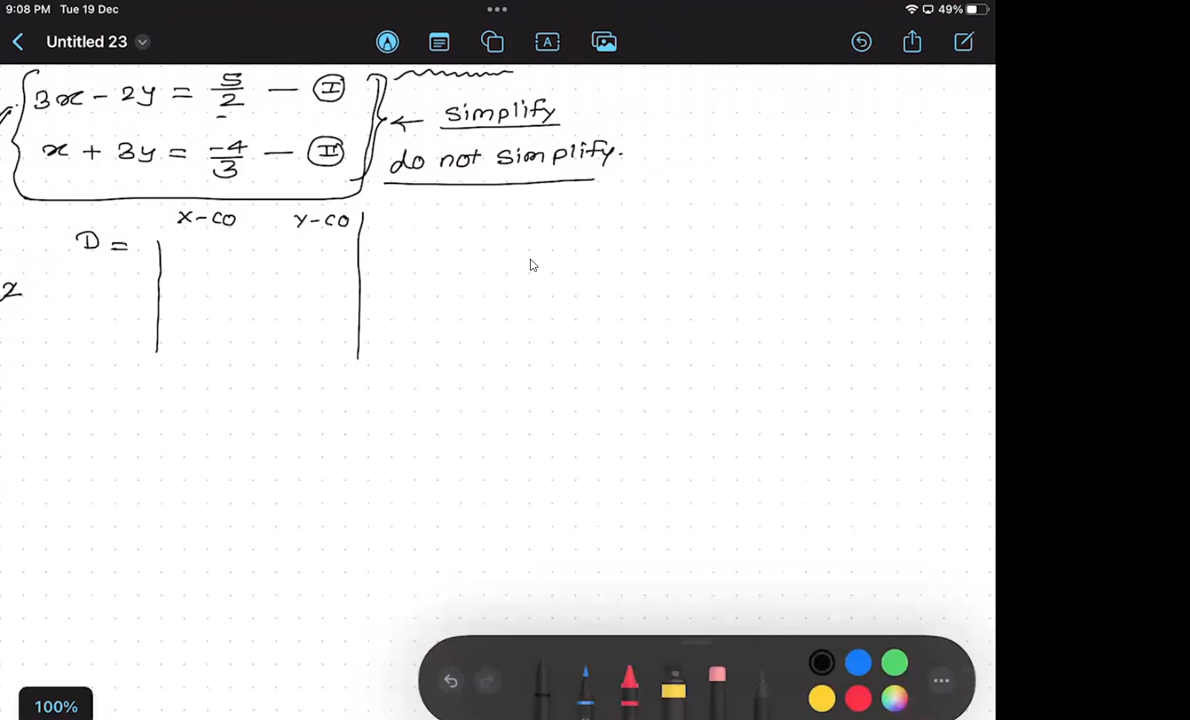 9:08 PM Tue 19 Dec
49%
Untitled 23
3x - 2y = 5/2 — I
← simplify
x + 3y = -4/3 — II
do not simplify.
x-co y-co
D =
x
100%